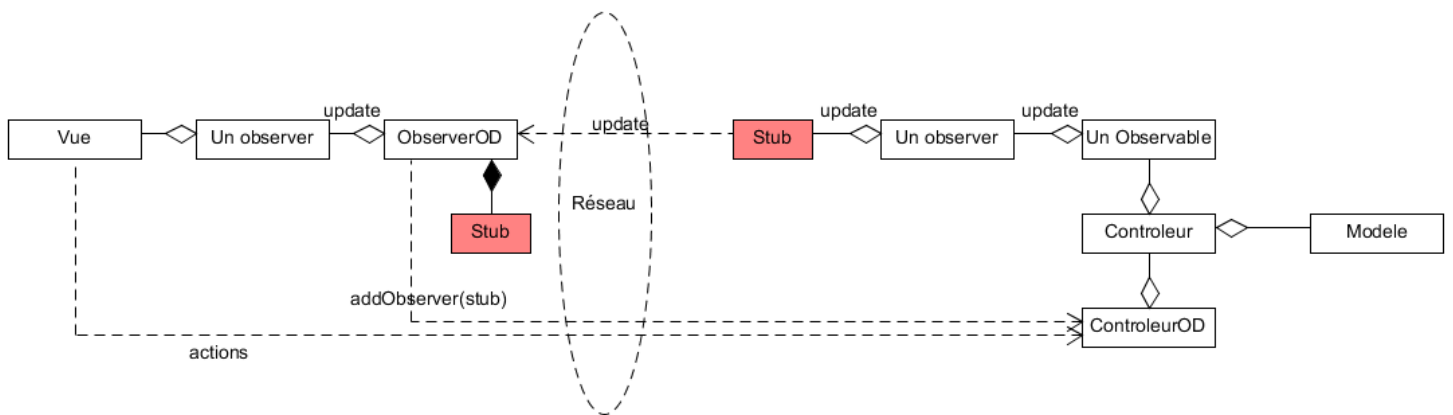 update
update
update
update
Vue
Un observer
ObserverOD
Stub
Un observer
Un Observable
Réseau
Stub
Controleur
Modele
addObserver(stub)
ControleurOD
actions